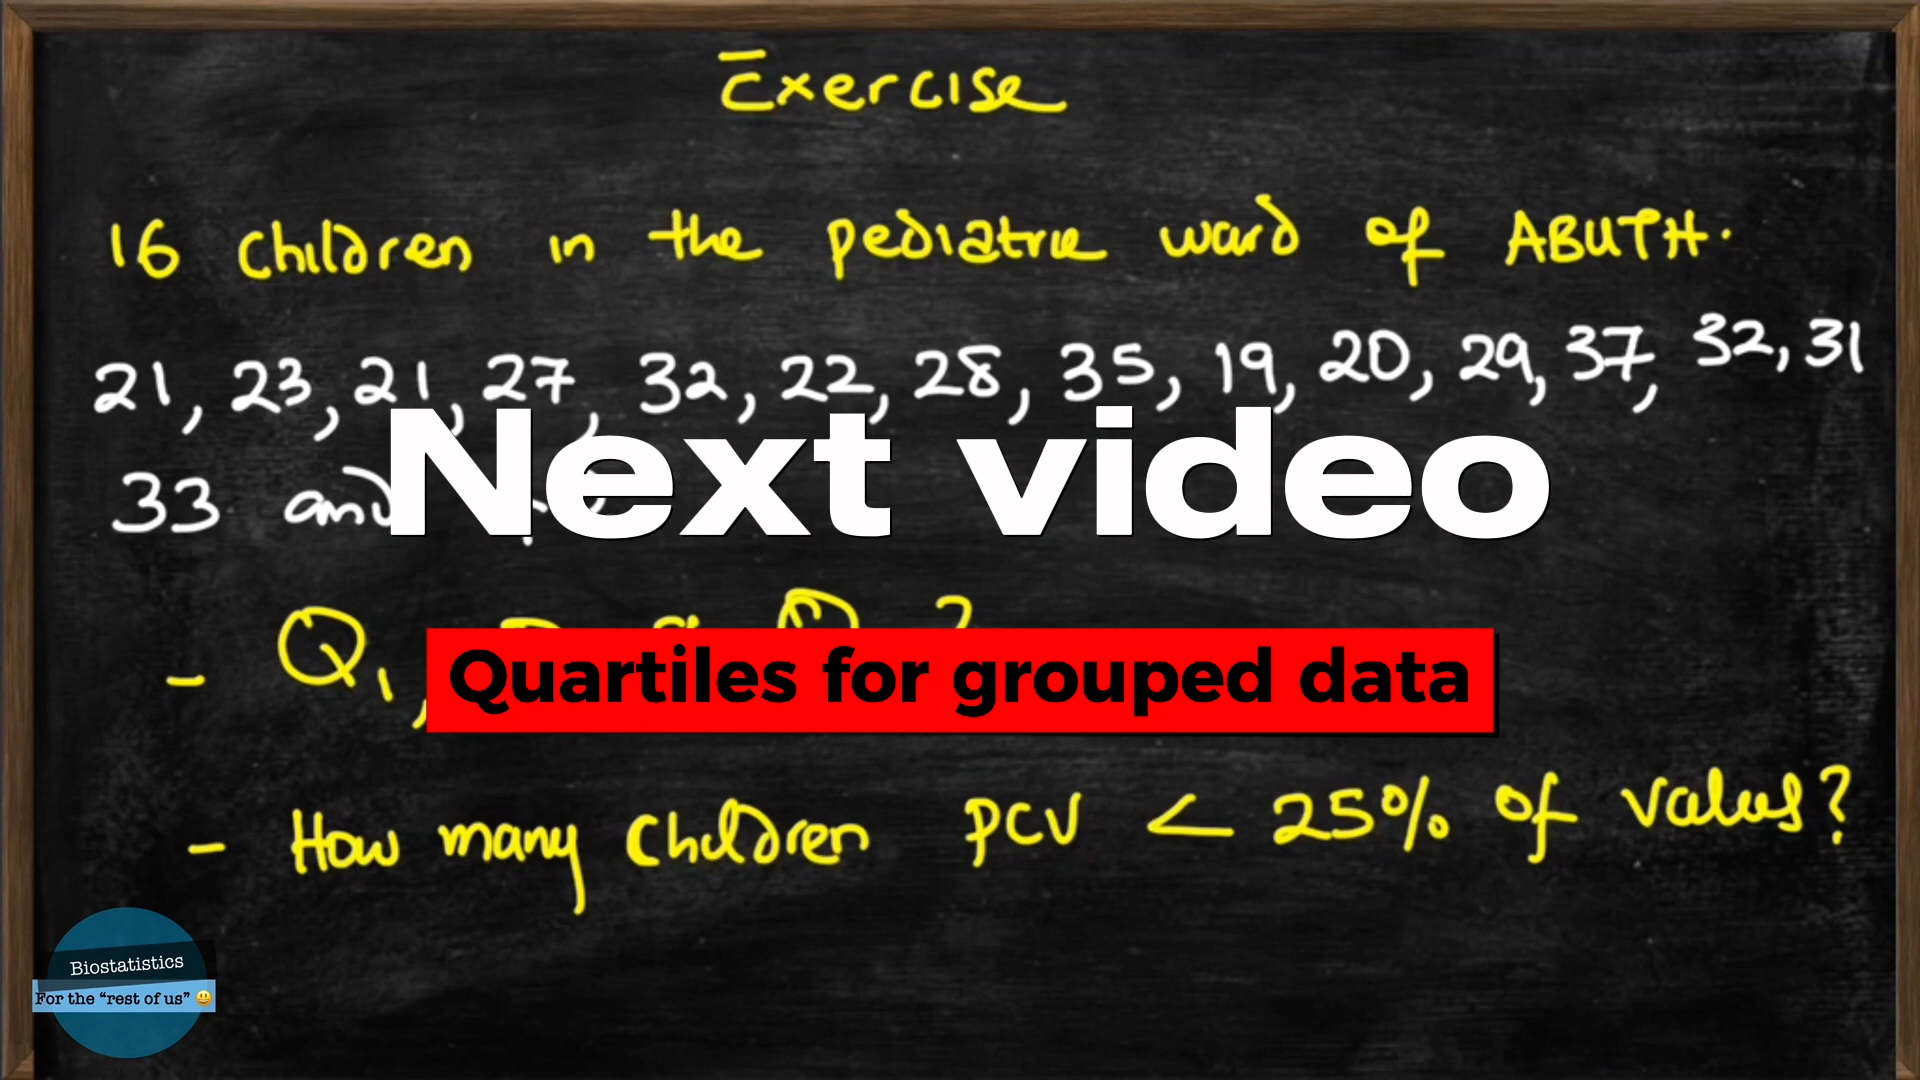 Exercise
16 children in the pediatric ward of ABUTH.
21, 23, 21, 27, 32, 22, 28, 35, 19, 20, 29, 37, 32, 31
33 and
Next video
- Q1,
?
Quartiles for grouped data
- How many children PCV < 25% of values?
Biostatistics
For the “rest of us” 😃